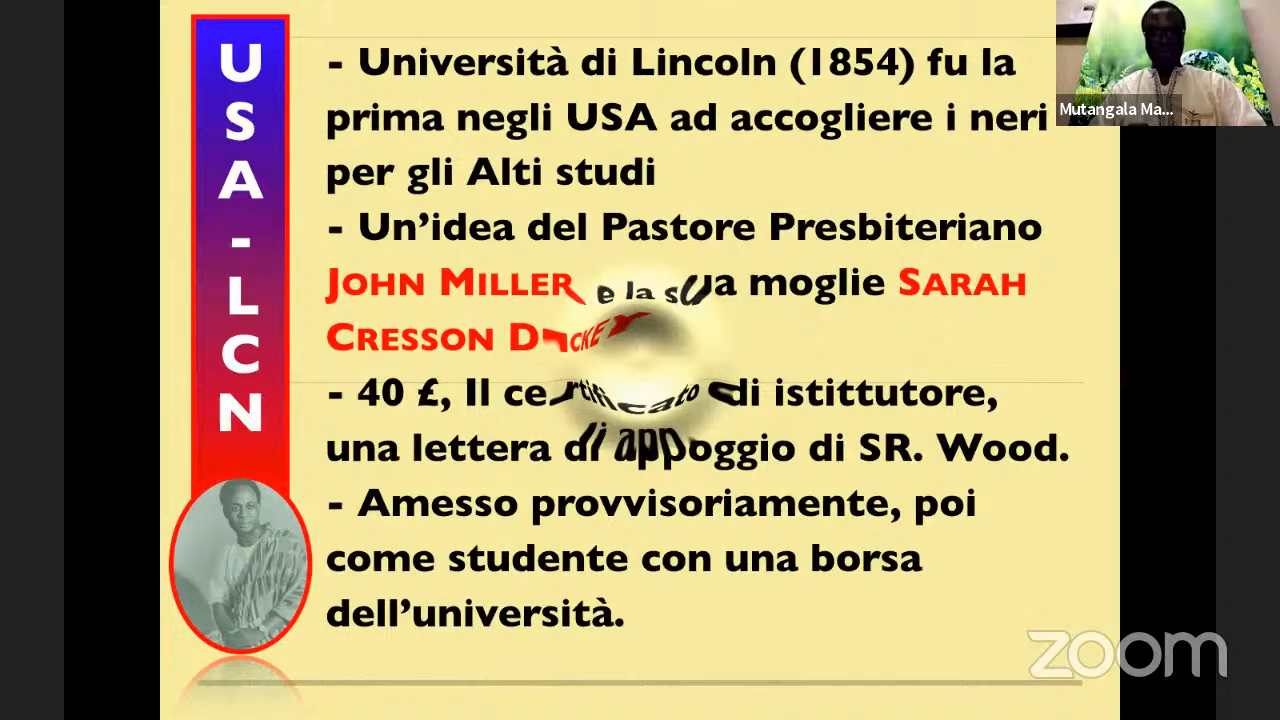 USA-LCN
- Università di Lincoln (1854) fu la
prima negli USA ad accogliere i neri
per gli Alti studi
- Un’idea del Pastore Presbiteriano
JOHN MILLER e la sua moglie SARAH
CRESSON DICKEY
- 40 £, Il certificato di istittutore,
una lettera di appoggio di SR. Wood.
- Amesso provvisoriamente, poi
come studente con una borsa
dell’università.
Mutangala Ma...
zoom